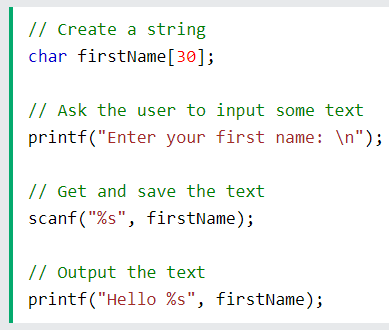 // Create a string
char firstName[30];
// Ask the user to input some text
printf("Enter your first name: \n");
// Get and save the text
scanf("%s", firstName);
// Output the text
printf("Hello %s", firstName);